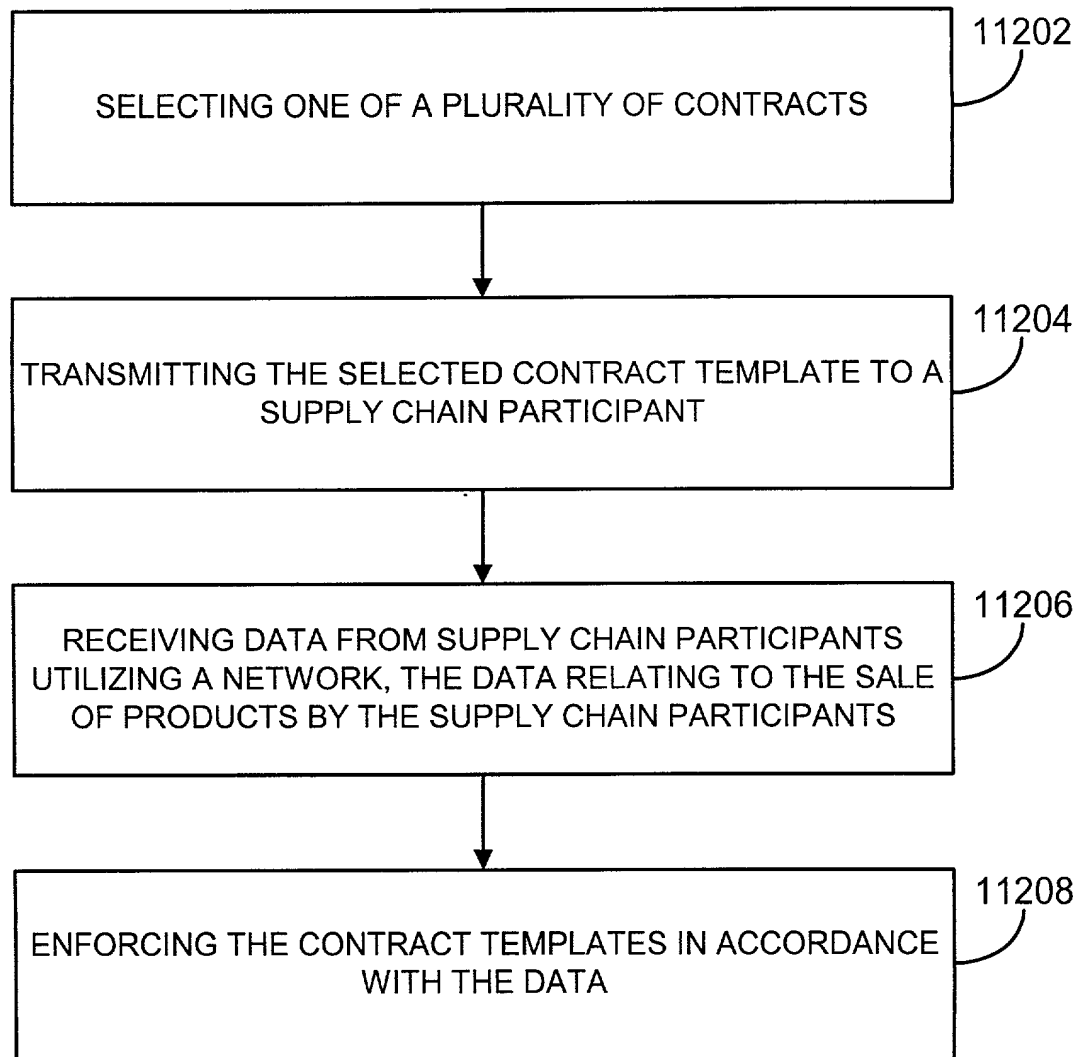 11202
SELECTING ONE OF A PLURALITY OF CONTRACTS
11204
TRANSMITTING THE SELECTED CONTRACT TEMPLATE TO A
SUPPLY CHAIN PARTICIPANT
11206
RECEIVING DATA FROM SUPPLY CHAIN PARTICIPANTS
UTILIZING A NETWORK, THE DATA RELATING TO THE SALE
OF PRODUCTS BY THE SUPPLY CHAIN PARTICIPANTS
11208
ENFORCING THE CONTRACT TEMPLATES IN ACCORDANCE
WITH THE DATA